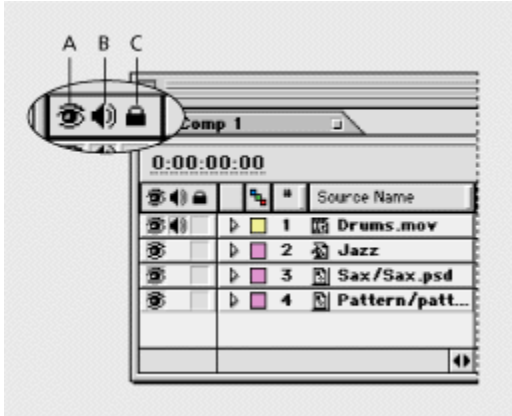 A B C
Comp 1
0:00:00:00
# Source Name
1 Drums.mov
2 Jazz
3 Sax/Sax.psd
4 Pattern/patt...